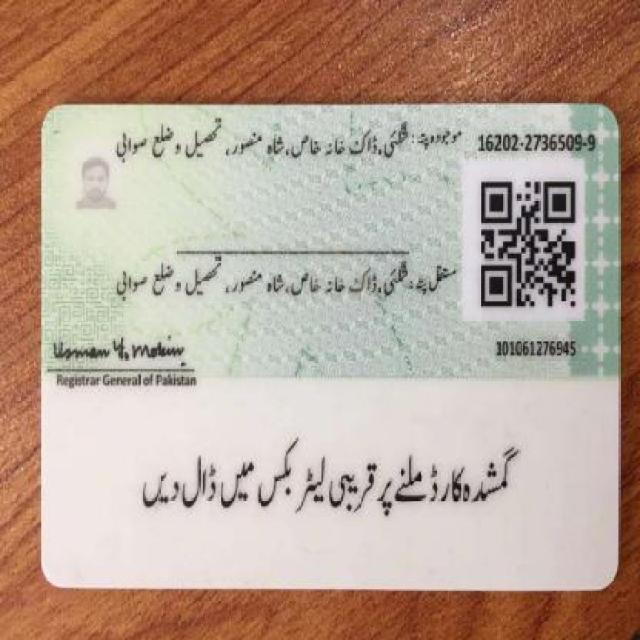 16202-2736509-9
موجودہ پتہ: ڈاک خانہ خاص، شاہ منصور، تحصیل و ضلع صوابی
مستقل پتہ: ڈاک خانہ خاص، شاہ منصور، تحصیل و ضلع صوابی
101061276945
Usman Y. Mobin
Registrar General of Pakistan
گمشدہ کارڈ ملنے پر قریبی لیٹر بکس میں ڈال دیں